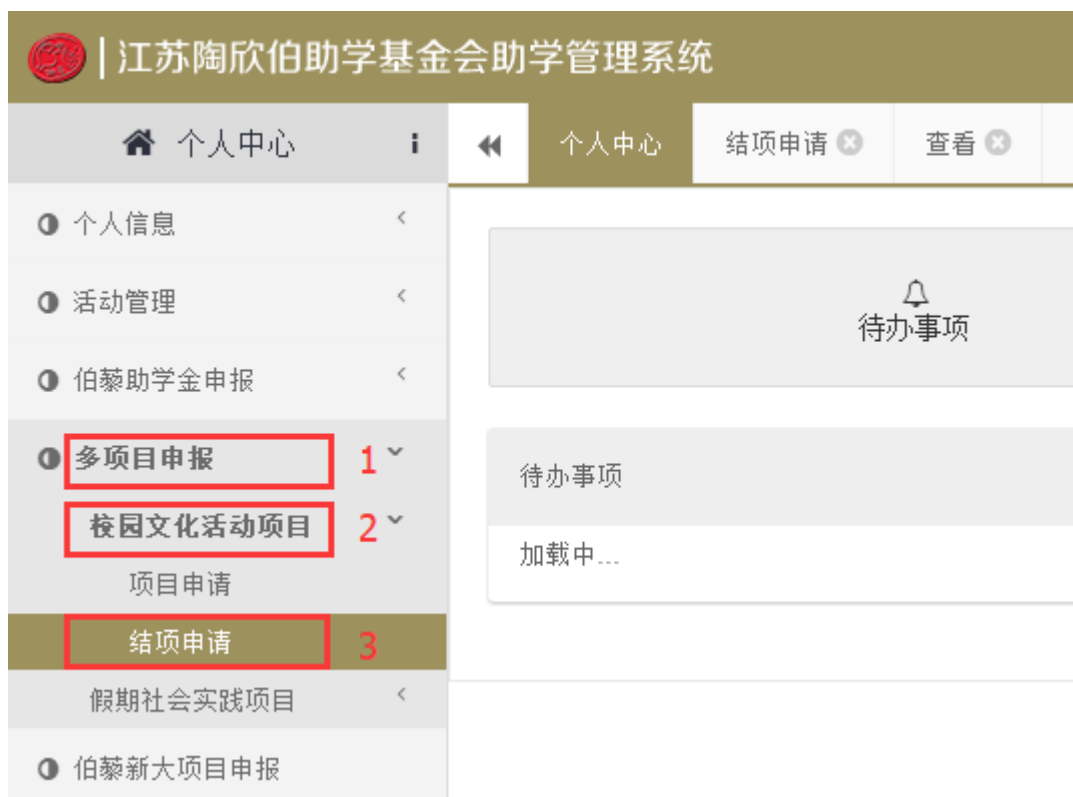 江苏陶欣伯助学基金会助学管理系统
个人中心
个人中心 结项申请 查看
个人信息
活动管理
伯藜助学金申报
多项目申报 1
校园文化活动项目 2
项目申请
结项申请 3
假期社会实践项目
伯藜新大项目申报
待办事项
待办事项
加载中...